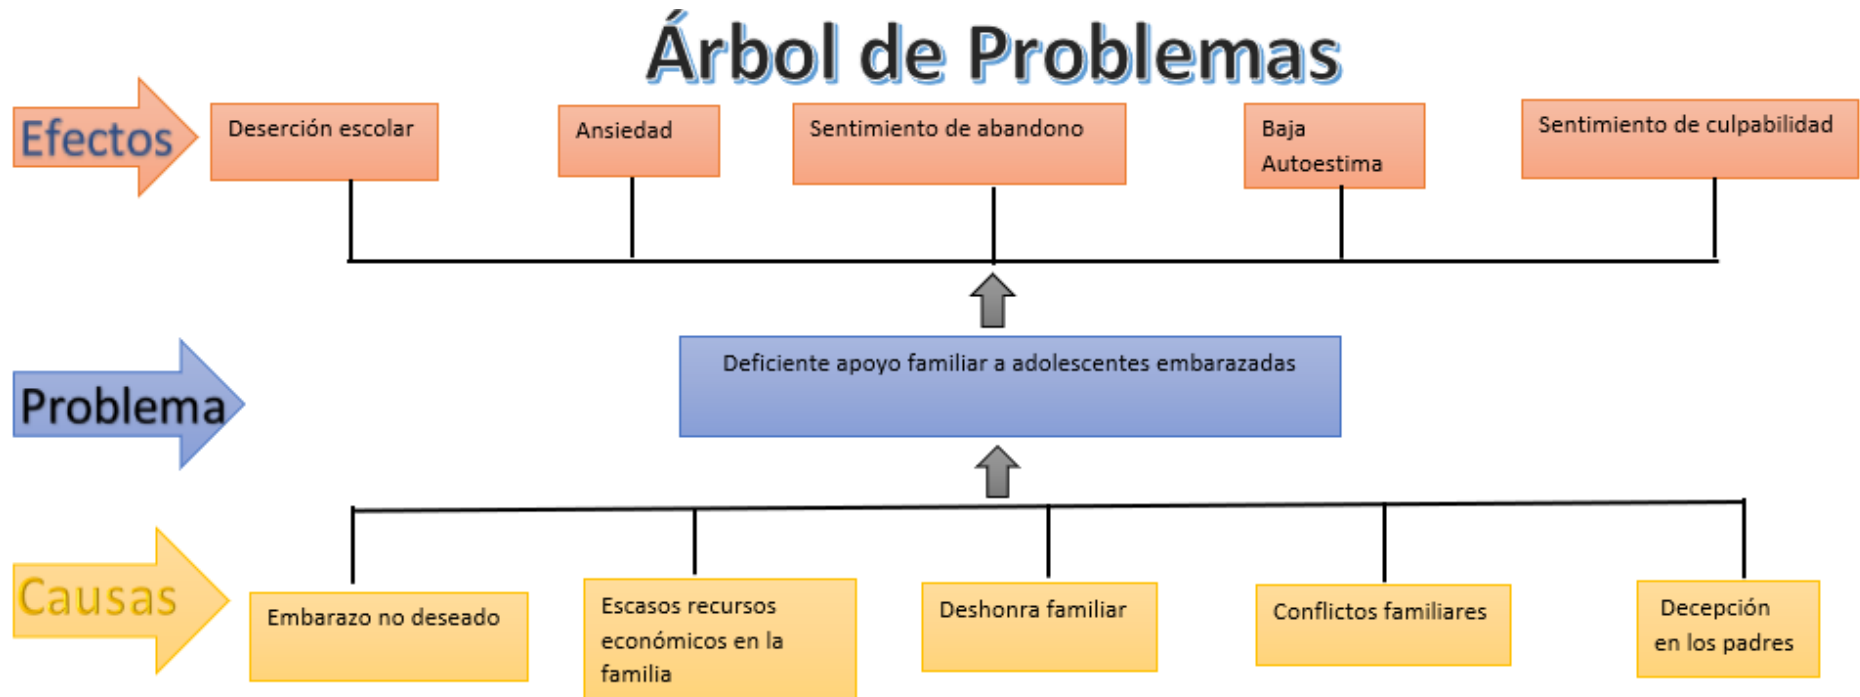 Árbol de Problemas
Efectos
Deserción escolar
Ansiedad
Sentimiento de abandono
Baja
Autoestima
Sentimiento de culpabilidad
Problema
Deficiente apoyo familiar a adolescentes embarazadas
Causas
Embarazo no deseado
Escasos recursos
económicos en la
familia
Deshonra familiar
Conflictos familiares
Decepción
en los padres